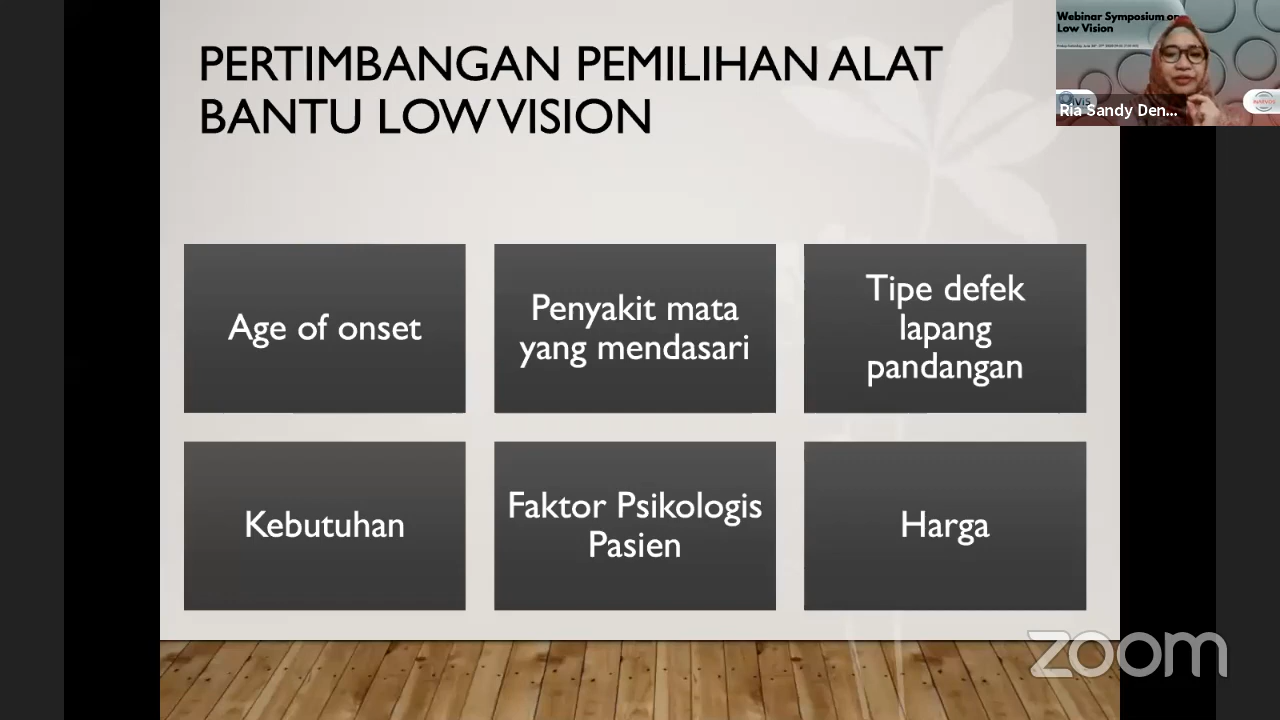 PERTIMBANGAN PEMILIHAN ALAT
BANTU LOW VISION
Age of onset
Penyakit mata
yang mendasari
Tipe defek
lapang
pandangan
Kebutuhan
Faktor Psikologis
Pasien
Harga
Webinar Symposium on
Low Vision
Ria Sandy Den...
zoom